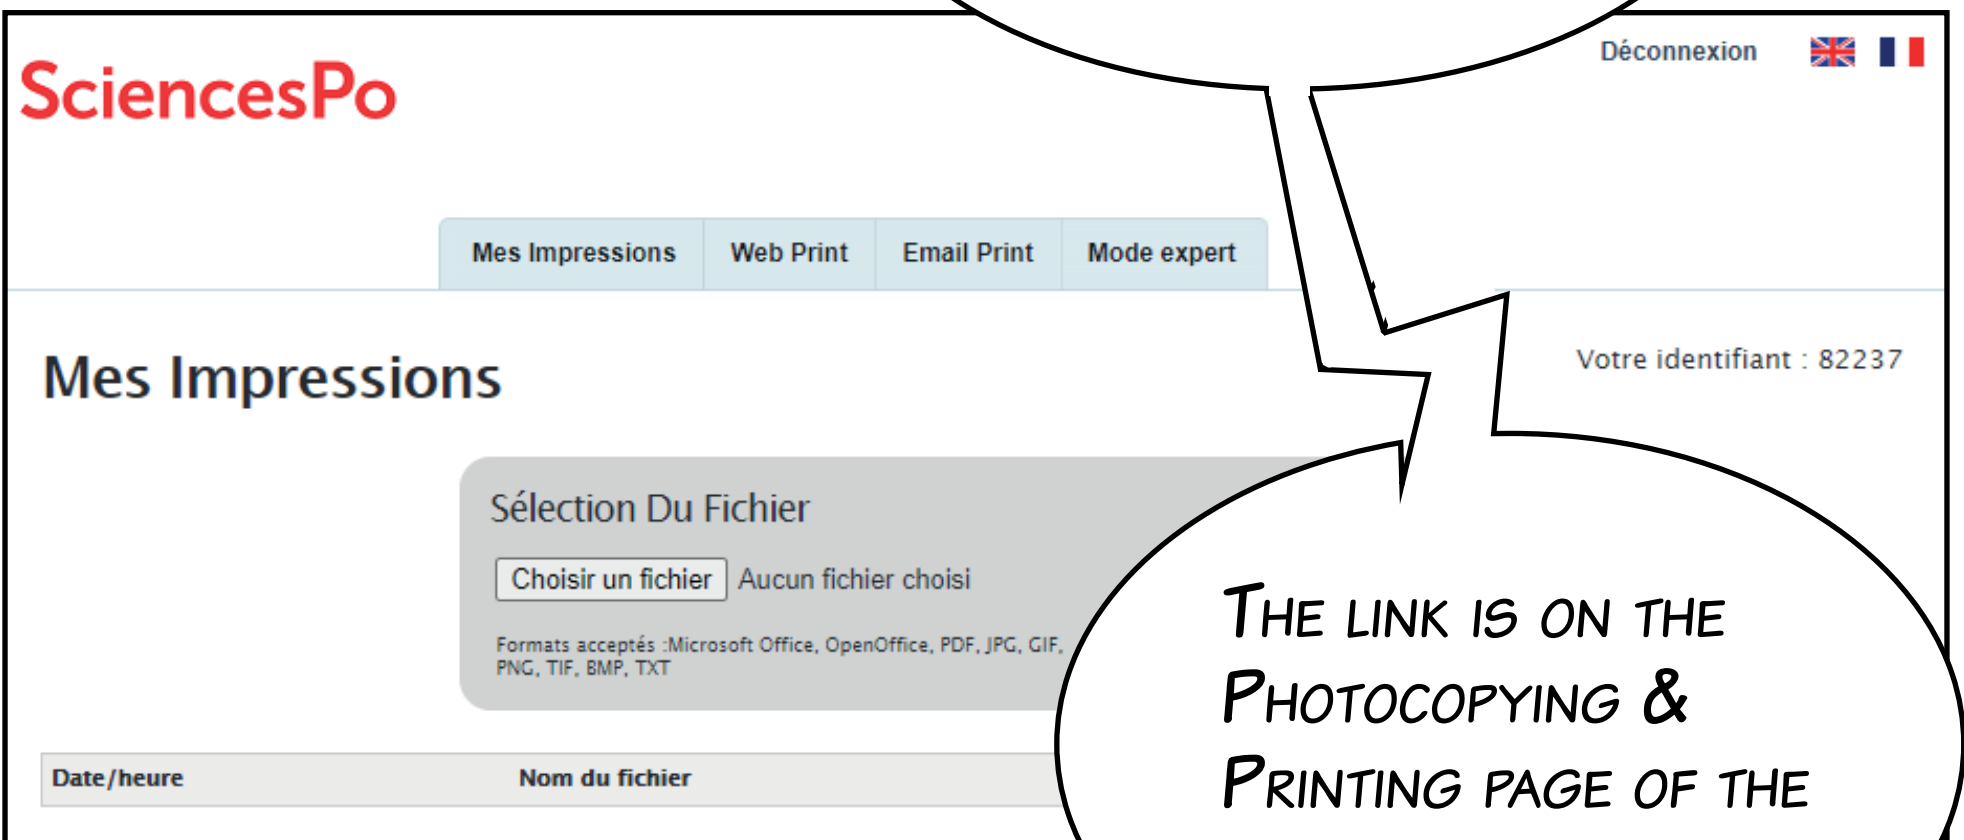 Déconnexion
SciencesPo
Mes Impressions Web Print Email Print Mode expert
Mes Impressions
Votre identifiant : 82237
Sélection Du Fichier
Choisir un fichier Aucun fichier choisi
Formats acceptés :Microsoft Office, OpenOffice, PDF, JPG, GIF,
PNG, TIF, BMP, TXT
Date/heure Nom du fichier
THE LINK IS ON THE
PHOTOCOPYING &
PRINTING PAGE OF THE